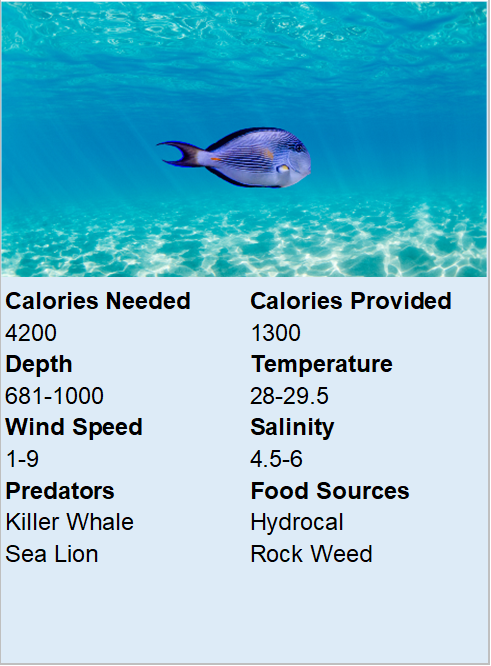 Calories Needed Calories Provided
4200 1300
Depth Temperature
681-1000 28-29.5
Wind Speed Salinity
1-9 4.5-6
Predators Food Sources
Killer Whale Hydrocal
Sea Lion Rock Weed